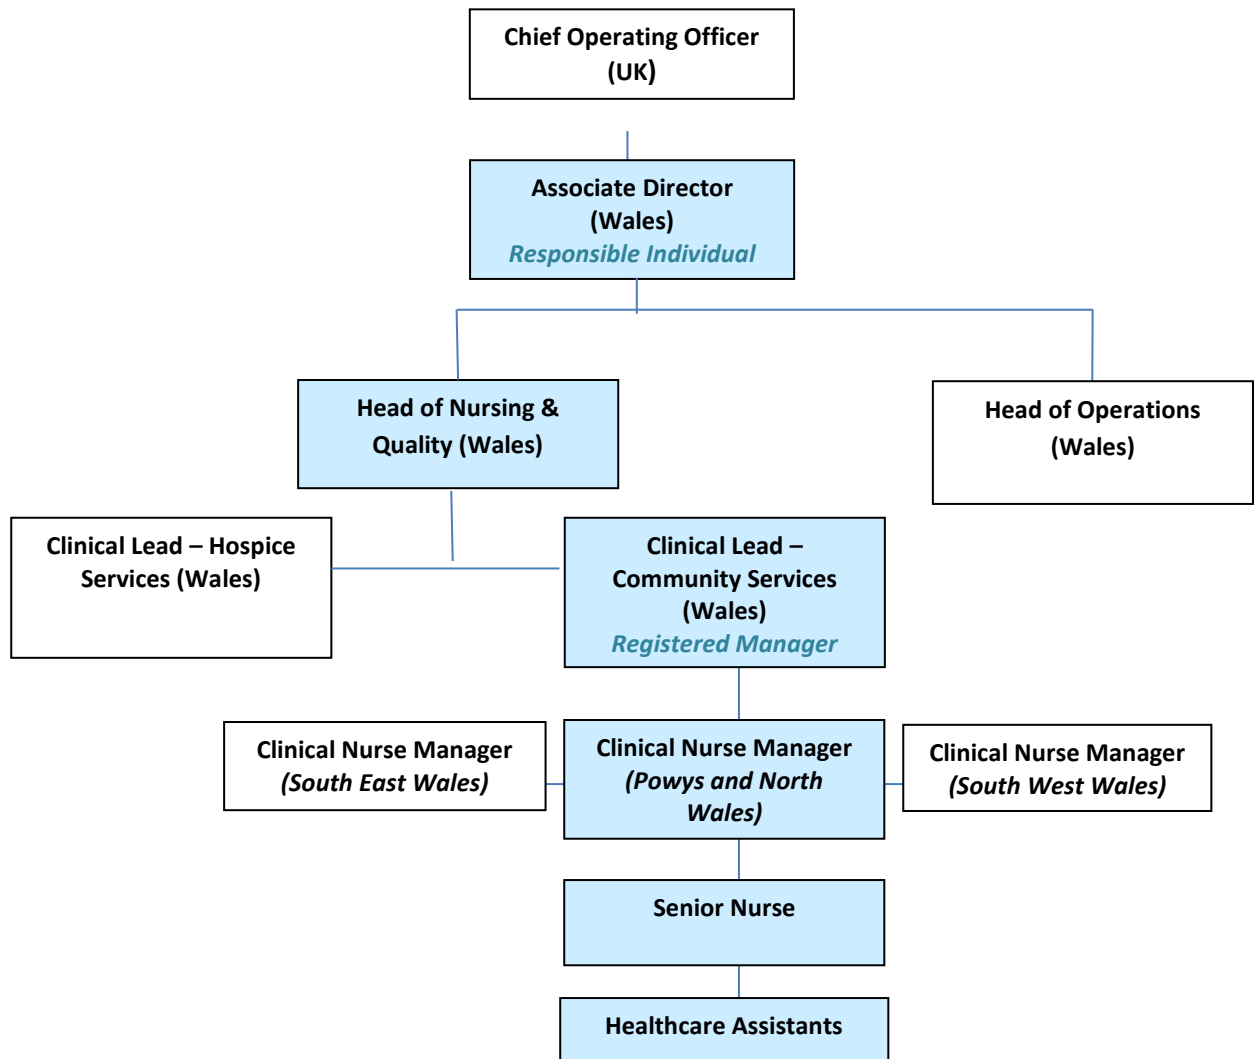 Chief Operating Officer
(UK)
Associate Director
(Wales)
Responsible Individual
Head of Nursing &
Quality (Wales)
Head of Operations
(Wales)
Clinical Lead – Hospice
Services (Wales)
Clinical Lead –
Community Services
(Wales)
Registered Manager
Clinical Nurse Manager
(South East Wales)
Clinical Nurse Manager
(Powys and North
Wales)
Clinical Nurse Manager
(South West Wales)
Senior Nurse
Healthcare Assistants